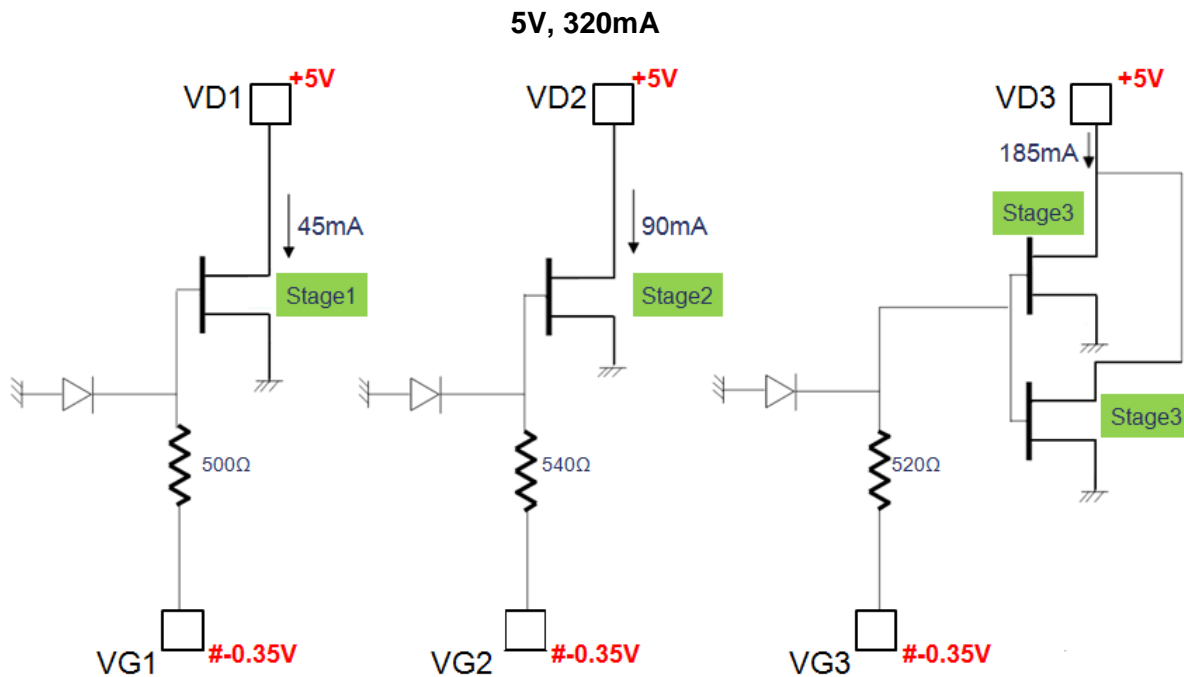 5V, 320mA
VD1
+5V
VD2
+5V
VD3
+5V
45mA
90mA
185mA
Stage1
Stage2
Stage3
Stage3
500Ω
540Ω
520Ω
VG1
#-0.35V
VG2
#-0.35V
VG3
#-0.35V